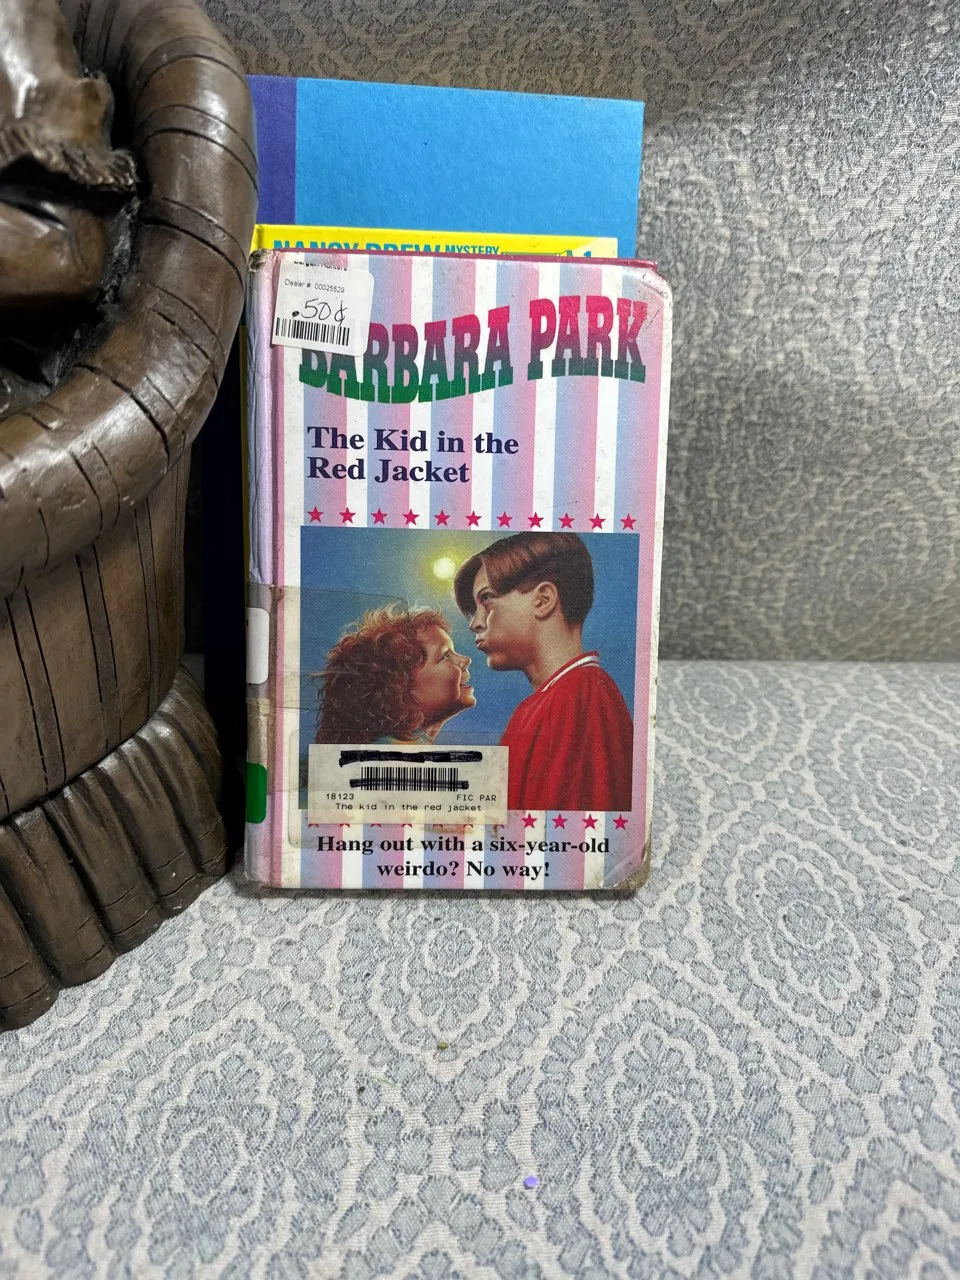 NANCY DREW MYSTERY
Dealer #: 00025529
.50¢
BARBARA PARK
The Kid in the
Red Jacket
18123 FIC PAR
The kid in the red jacket
Hang out with a six-year-old
weirdo? No way!